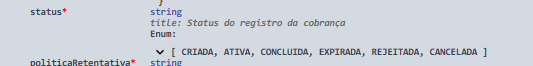 }
status* string
title: Status do registro da cobrança
Enum:
[ CRIADA, ATIVA, CONCLUIDA, EXPIRADA, REJEITADA, CANCELADA ]
politicaRetentativa* string